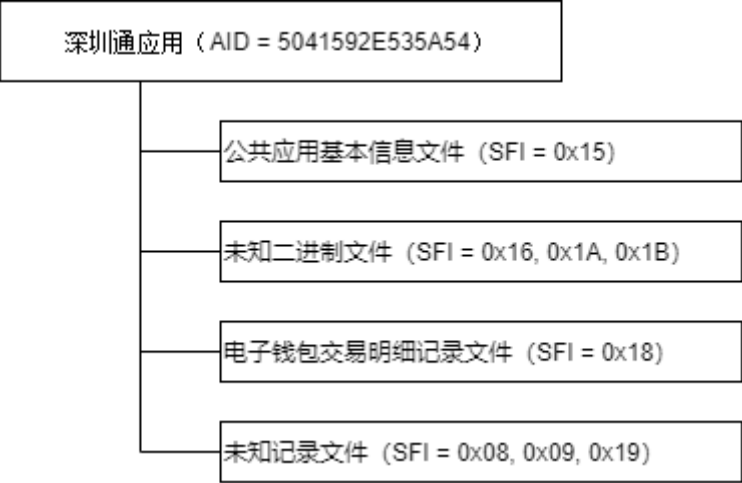 深圳通应用（AID = 5041592E535A54）
公共应用基本信息文件（SFI = 0x15）
未知二进制文件（SFI = 0x16, 0x1A, 0x1B）
电子钱包交易明细记录文件（SFI = 0x18）
未知记录文件（SFI = 0x08, 0x09, 0x19）